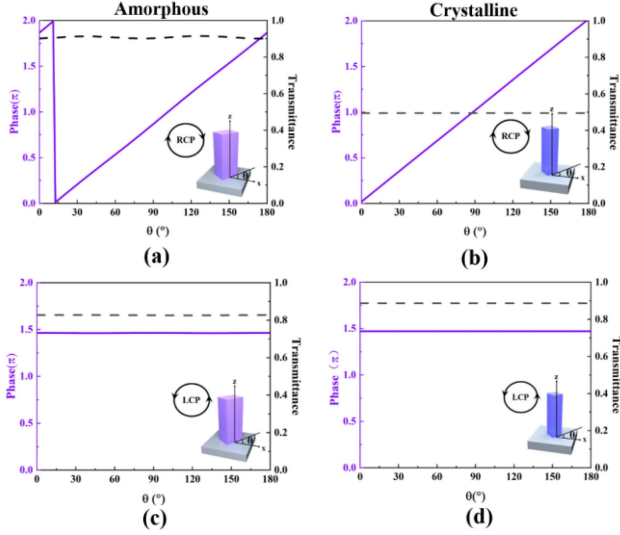 Amorphous
Crystalline
2.0
1.5
1.0
0.5
0.0
Phase(π)
1.0
0.8
0.6
0.4
0.2
0.0
Transmittance
RCP
z
θ
x
0 30 60 90 120 150 180
θ (°)
(a)
2.0
1.5
1.0
0.5
0.0
Phase(π)
1.0
0.8
0.6
0.4
0.2
0.0
Transmittance
RCP
z
θ
x
0 30 60 90 120 150 180
θ (°)
(b)
2.0
1.5
1.0
0.5
0.0
Phase(π)
1.0
0.8
0.6
0.4
0.2
0.0
Transmittance
LCP
z
θ
x
0 30 60 90 120 150 180
θ(°)
(c)
2.0
1.5
1.0
0.5
0.0
Phase（π）
1.0
0.8
0.6
0.4
0.2
0.0
Transmittance
LCP
z
θ
x
0 30 60 90 120 150 180
θ(°)
(d)